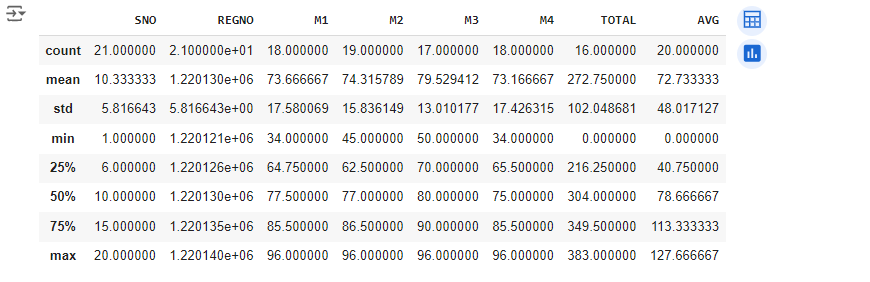 SNO REGNO M1 M2 M3 M4 TOTAL AVG
count 21.000000 2.100000e+01 18.000000 19.000000 17.000000 18.000000 16.000000 20.000000
mean 10.333333 1.220130e+06 73.666667 74.315789 79.529412 73.166667 272.750000 72.733333
std 5.816643 5.816643e+00 17.580069 15.836149 13.010177 17.426315 102.048681 48.017127
min 1.000000 1.220121e+06 34.000000 45.000000 50.000000 34.000000 0.000000 0.000000
25% 6.000000 1.220126e+06 64.750000 62.500000 70.000000 65.500000 216.250000 40.750000
50% 10.000000 1.220130e+06 77.500000 77.000000 80.000000 75.000000 304.000000 78.666667
75% 15.000000 1.220135e+06 85.500000 86.500000 90.000000 85.500000 349.500000 113.333333
max 20.000000 1.220140e+06 96.000000 96.000000 96.000000 96.000000 383.000000 127.666667